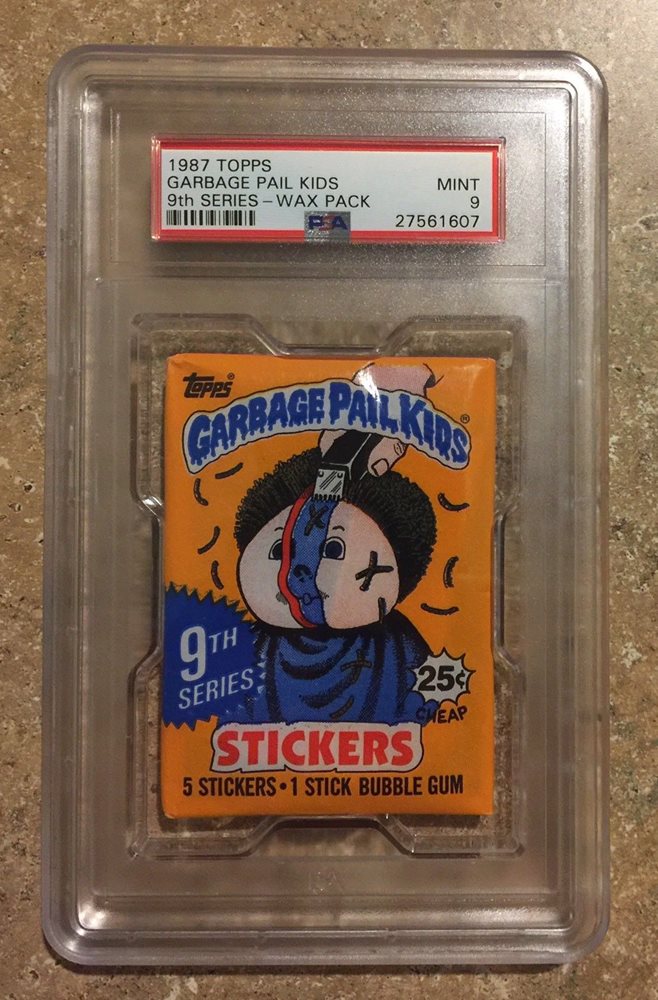 1987 TOPPS
GARBAGE PAIL KIDS MINT
9th SERIES – WAX PACK 9
PSA 27561607
Topps®
GARBAGE PAIL KIDS®
9TH
SERIES
25¢
CHEAP
STICKERS
5 STICKERS • 1 STICK BUBBLE GUM